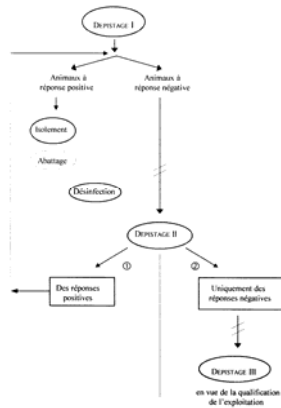 DEPISTAGE I
Animaux à
réponse positive
Animaux à
réponse négative
Isolement
Abattage
Désinfection
DEPISTAGE II
①
②
Des réponses
positives
Uniquement des
réponses négatives
DEPISTAGE III
en vue de la qualification
de l'exploitation